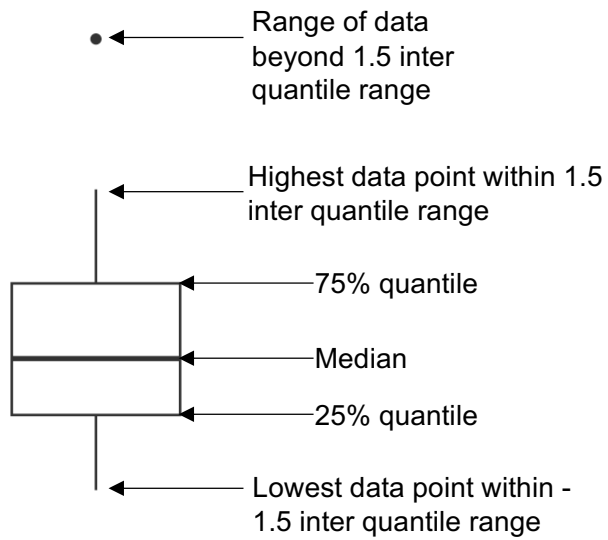 Range of data
beyond 1.5 inter
quantile range
Highest data point within 1.5
inter quantile range
75% quantile
Median
25% quantile
Lowest data point within -
1.5 inter quantile range